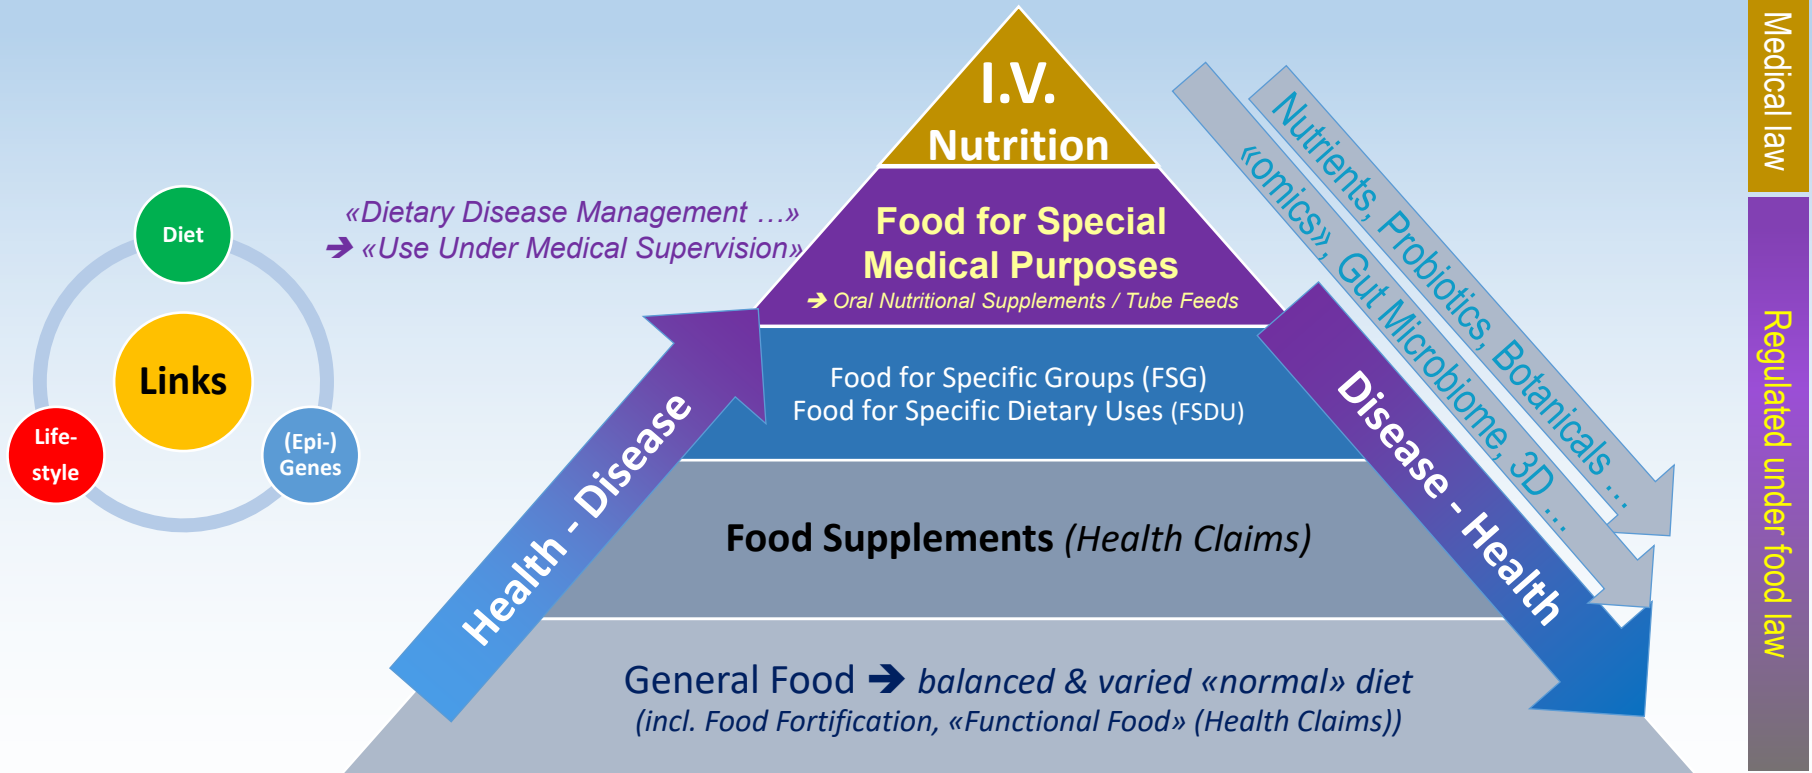 Diet
Links
Life-
style
(Epi-)
Genes
«Dietary Disease Management …»
➔ «Use Under Medical Supervision»
I.V.
Nutrition
Food for Special
Medical Purposes
➔ Oral Nutritional Supplements / Tube Feeds
Food for Specific Groups (FSG)
Food for Specific Dietary Uses (FSDU)
Food Supplements (Health Claims)
General Food ➔ balanced & varied «normal» diet
(incl. Food Fortification, «Functional Food» (Health Claims))
Health - Disease
Disease - Health
«omics», Gut Microbiome, 3D …
Nutrients, Probiotics, Botanicals …
Medical law
Regulated under food law